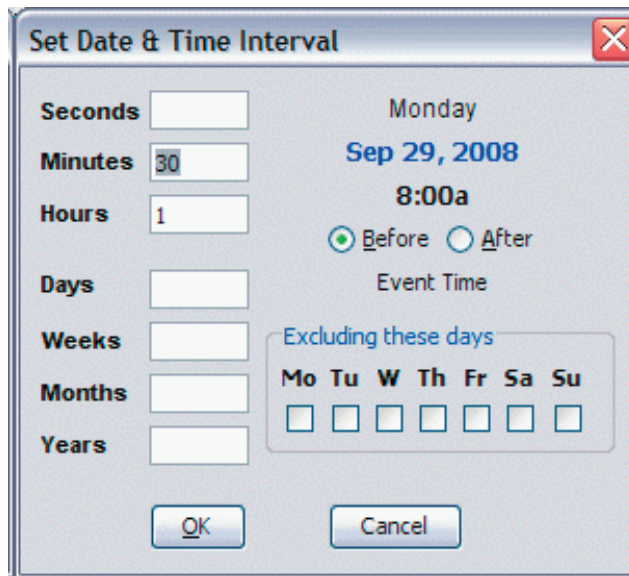 Set Date & Time Interval
Seconds
Minutes 30
Hours 1
Days
Weeks
Months
Years
Monday
Sep 29, 2008
8:00a
Before After
Event Time
Excluding these days
Mo Tu W Th Fr Sa Su
OK Cancel